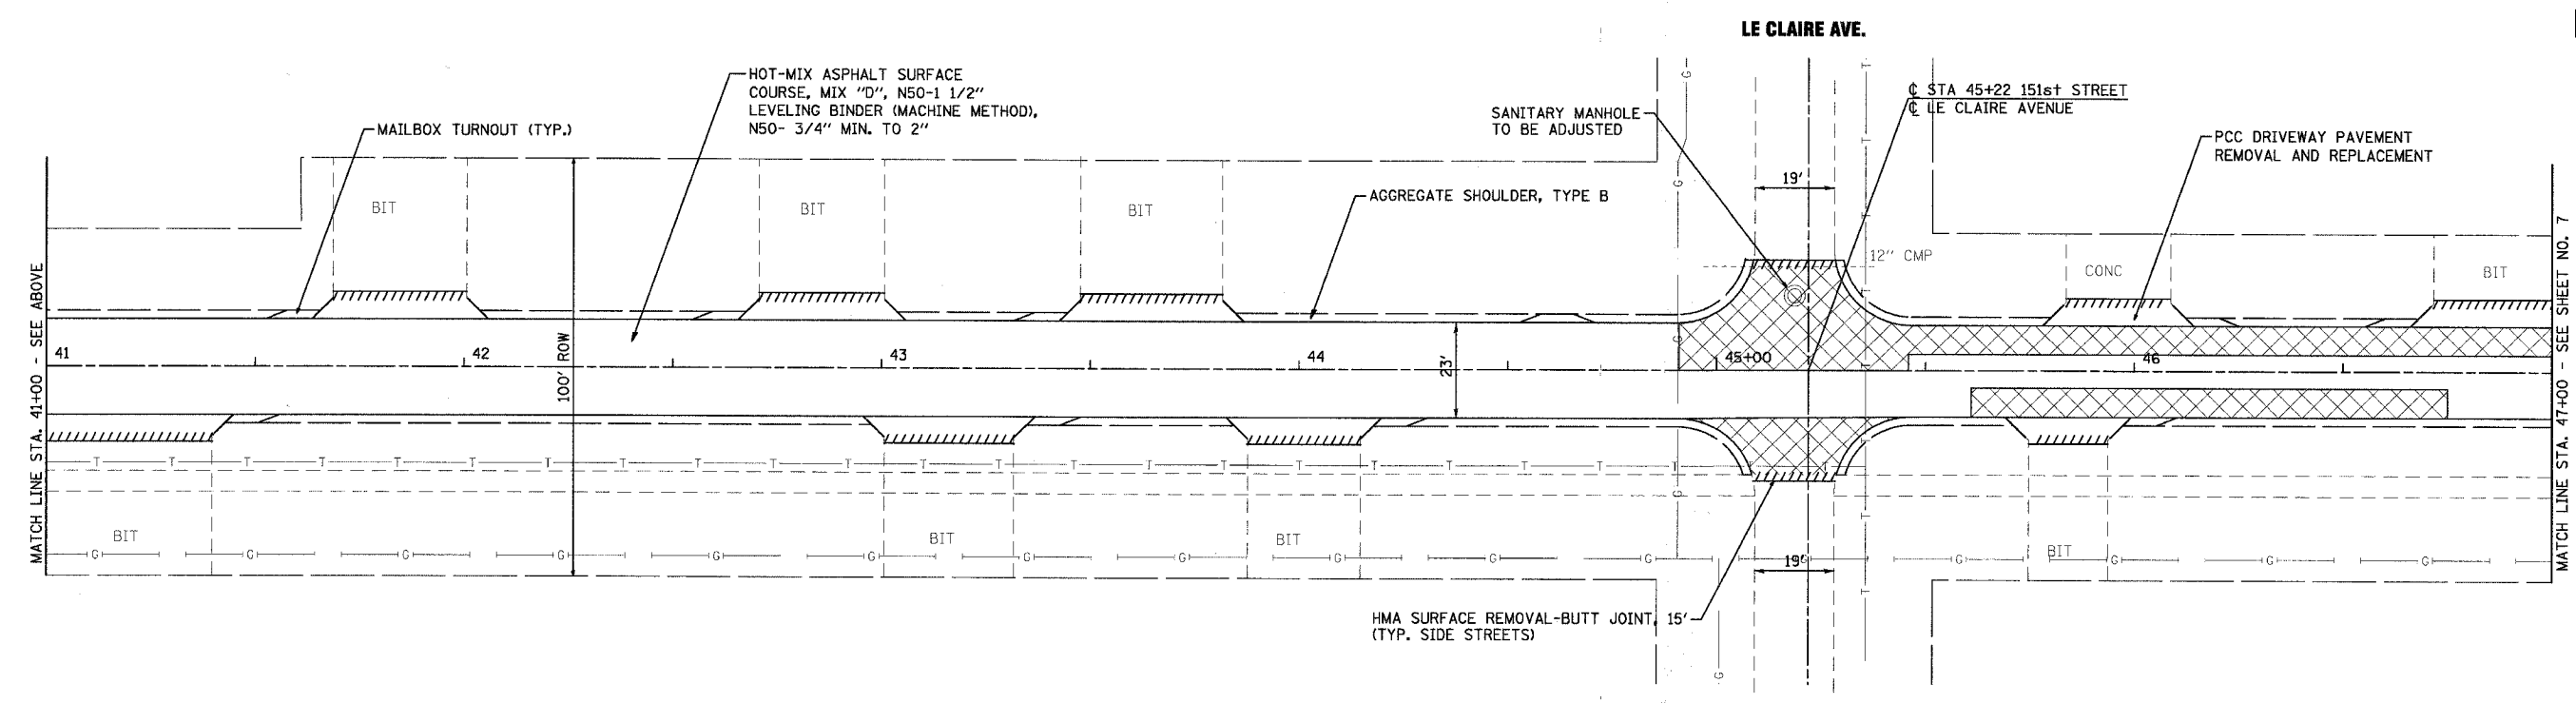 LE CLAIRE AVE.
HOT-MIX ASPHALT SURFACE
COURSE, MIX "D", N50-1 1/2"
LEVELING BINDER (MACHINE METHOD),
N50- 3/4" MIN. TO 2"
MAILBOX TURNOUT (TYP.)
SANITARY MANHOLE
TO BE ADJUSTED
℄ STA 45+22 151st STREET
℄ LE CLAIRE AVENUE
PCC DRIVEWAY PAVEMENT
REMOVAL AND REPLACEMENT
AGGREGATE SHOULDER, TYPE B
19'
BIT
BIT
BIT
12" CMP
CONC
BIT
MATCH LINE STA. 41+00 - SEE ABOVE
41
42
100' ROW
43
44
23'
45+00
46
MATCH LINE STA. 47+00 - SEE SHEET NO. 7
T T T T T T T T T T T T T T T T T T T T T T
BIT
BIT
BIT
BIT
G G G G G G G G G G G G G G G
19'
HMA SURFACE REMOVAL-BUTT JOINT, 15'
(TYP. SIDE STREETS)